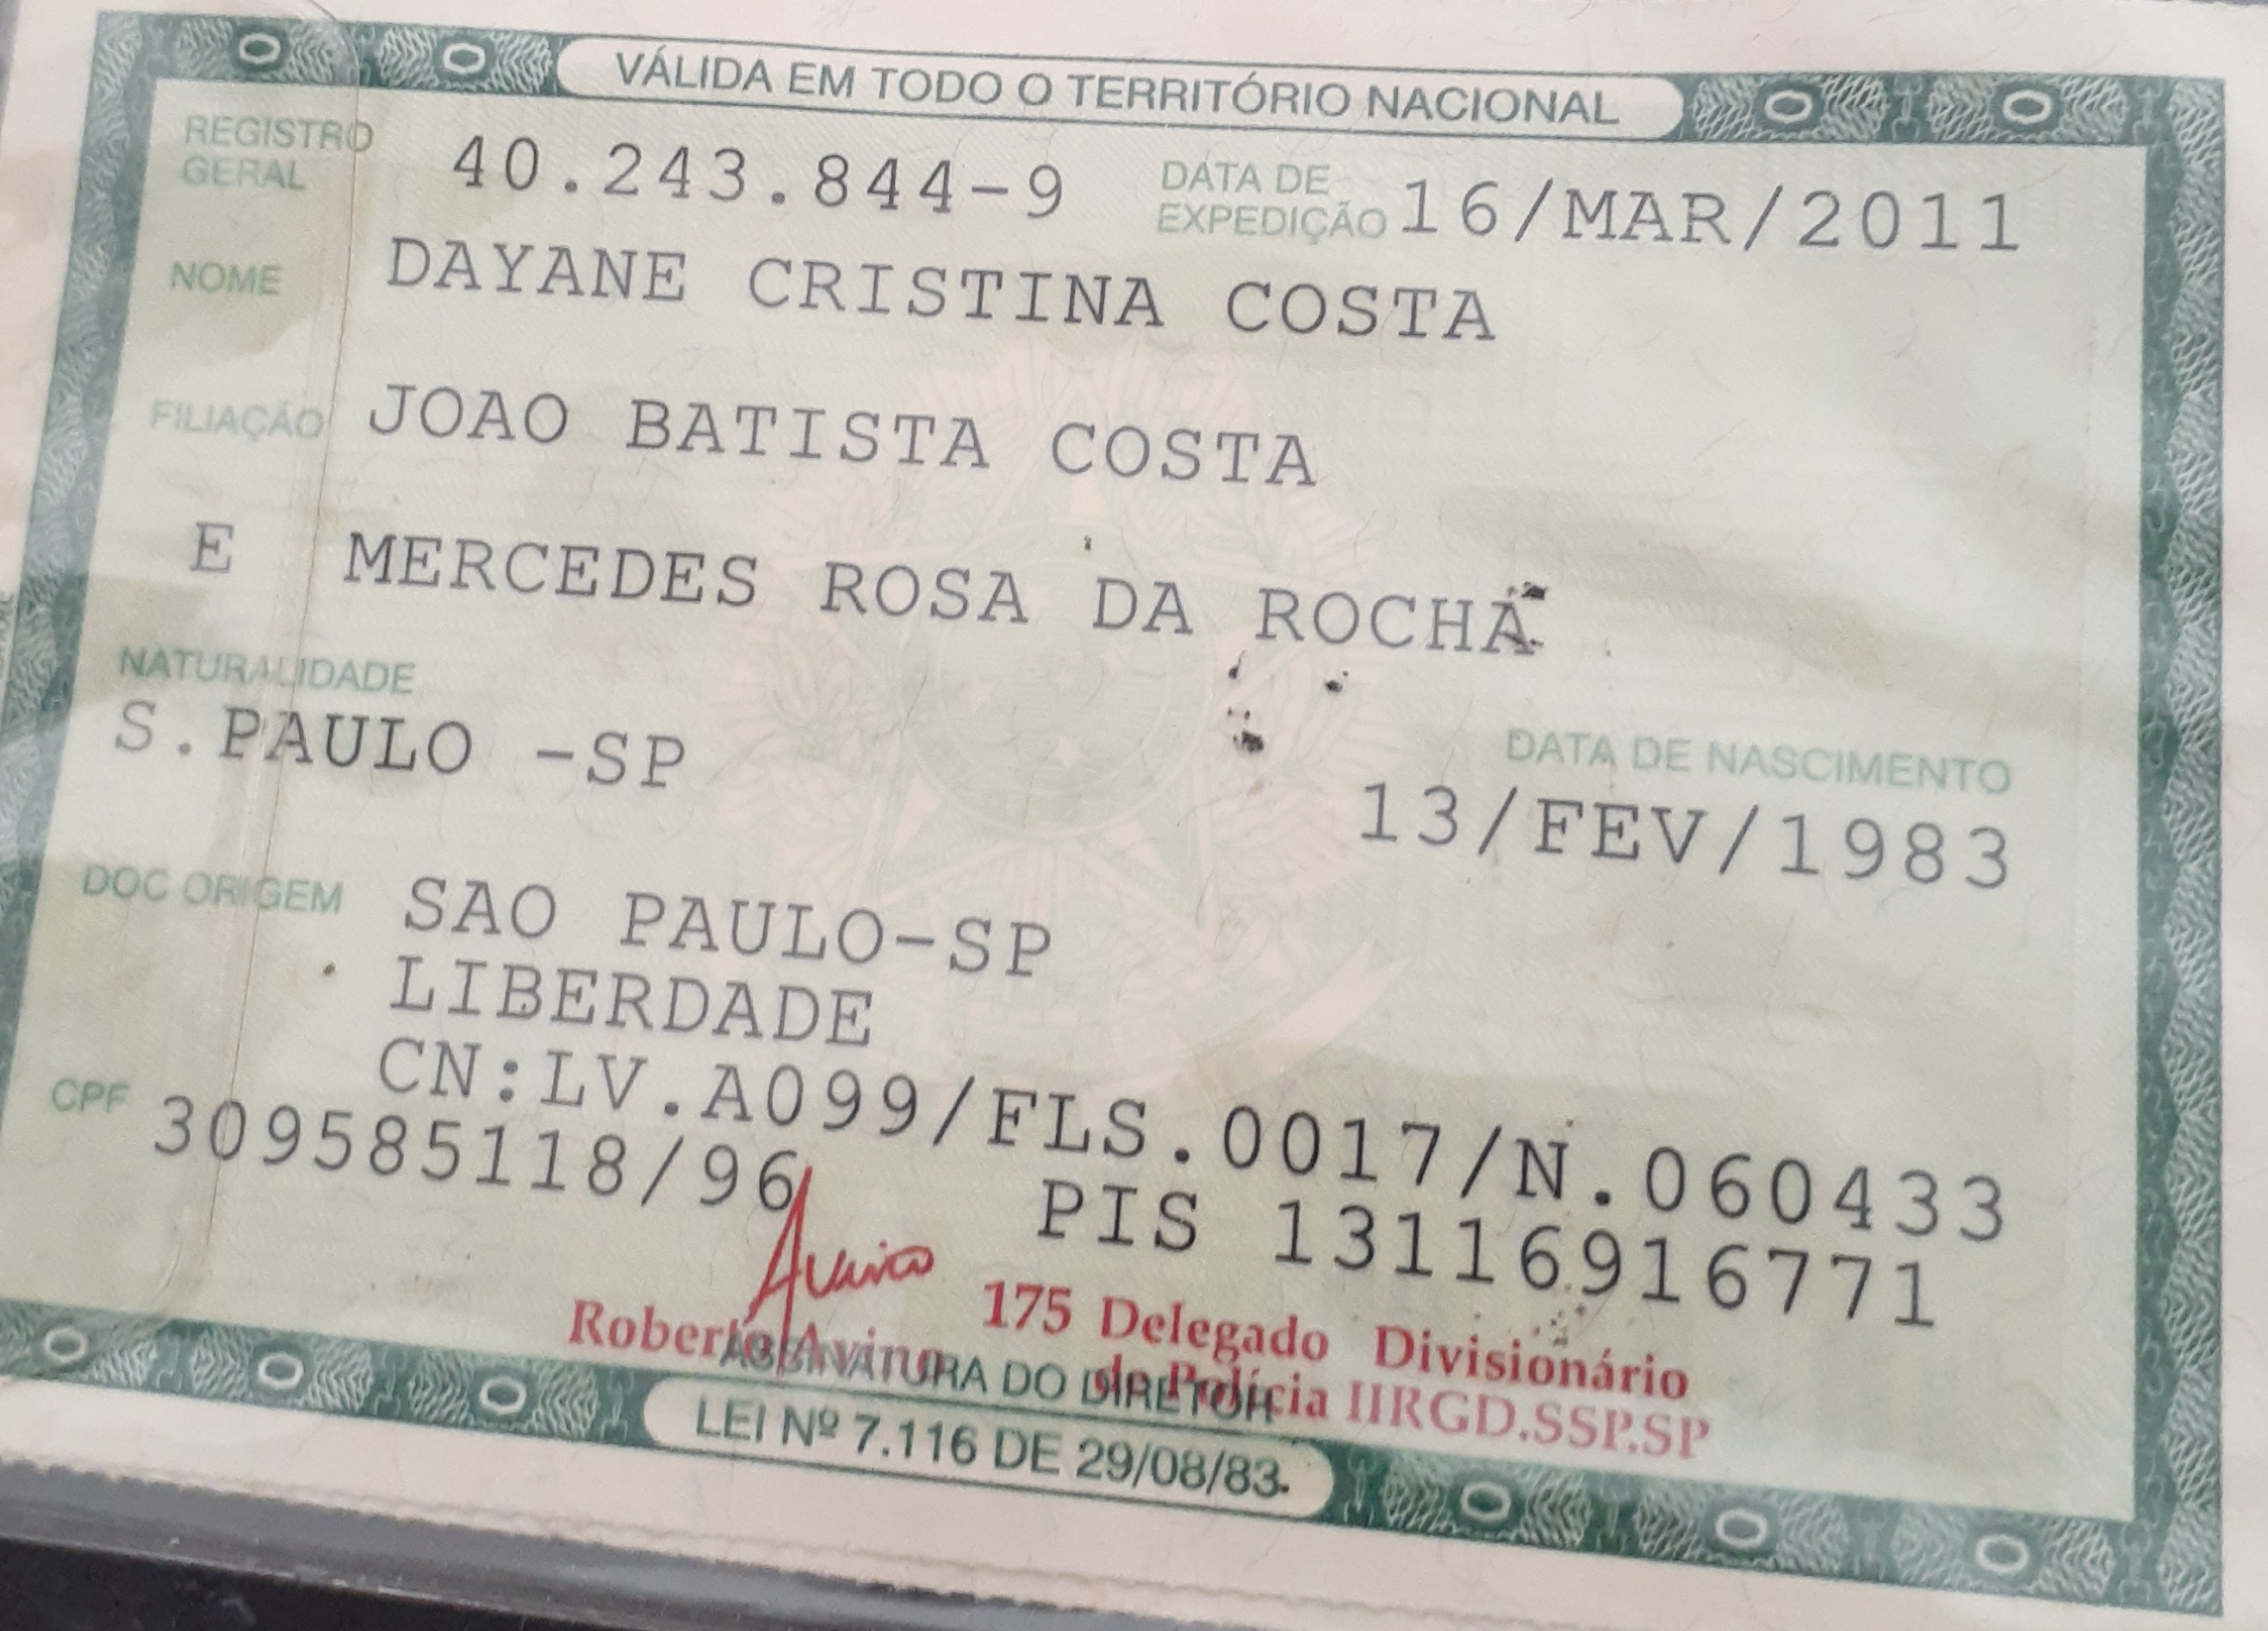 VÁLIDA EM TODO O TERRITÓRIO NACIONAL
REGISTRO GERAL 40.243.844-9 DATA DE EXPEDIÇÃO 16/MAR/2011
NOME DAYANE CRISTINA COSTA
FILIAÇÃO JOAO BATISTA COSTA
E MERCEDES ROSA DA ROCHA
NATURALIDADE
S.PAULO -SP
DATA DE NASCIMENTO
13/FEV/1983
DOC ORIGEM SAO PAULO-SP
LIBERDADE
CN:LV.A099/FLS.0017/N.060433
CPF 309585118/96
PIS 13116916771
Roberto Avino 175 Delegado Divisionário
de Polícia IIRGD.SSP.SP
ASSINATURA DO DIRETOR
LEI Nº 7.116 DE 29/08/83